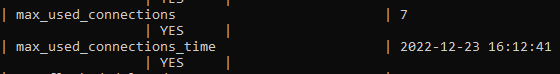 | YES |
| max_used_connections | 7
| YES |
| max_used_connections_time | 2022-12-23 16:12:41
| YES |